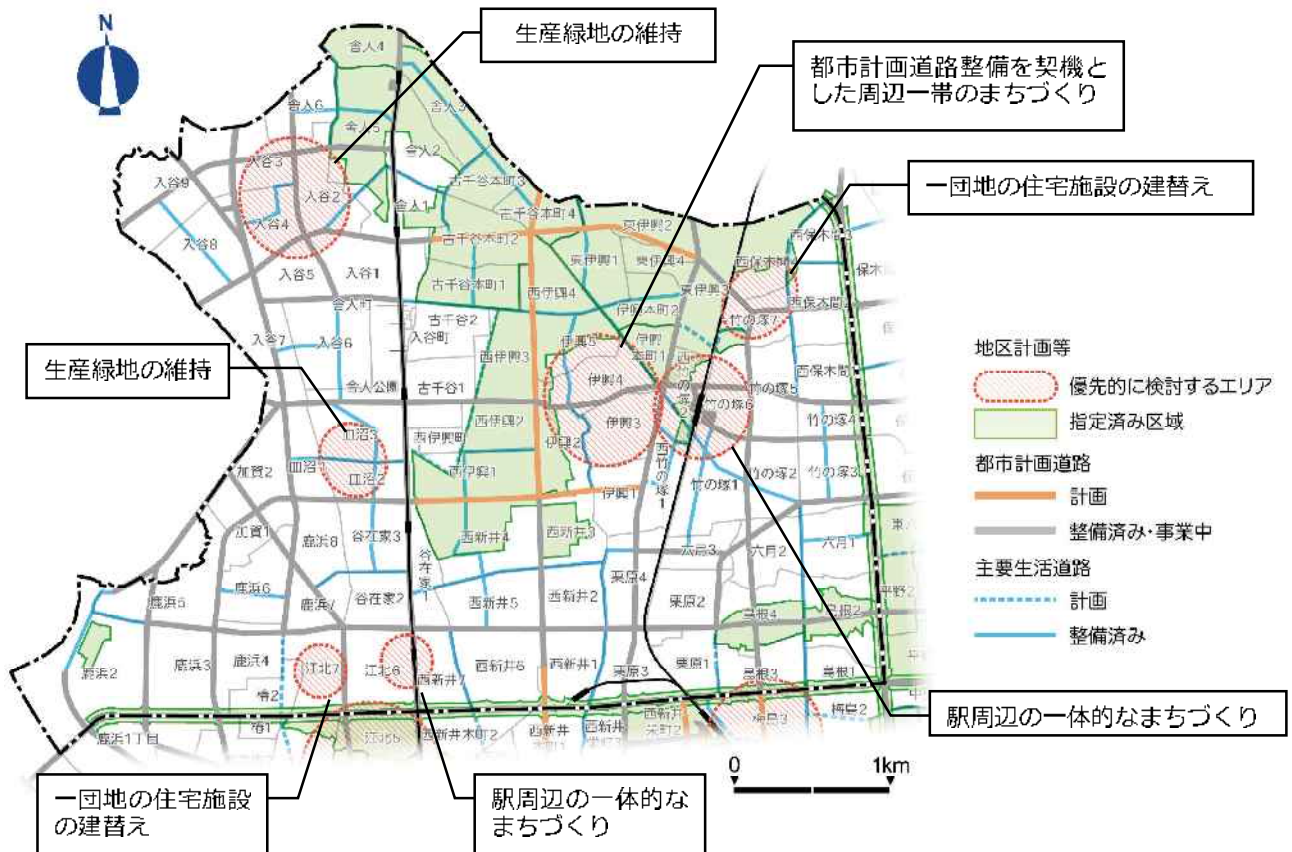 N
生産緑地の維持
都市計画道路整備を契機と
した周辺一帯のまちづくり
一団地の住宅施設の建替え
生産緑地の維持
地区計画等
優先的に検討するエリア
指定済み区域
都市計画道路
計画
整備済み・事業中
主要生活道路
計画
整備済み
駅周辺の一体的なまちづくり
0
1km
一団地の住宅施設
の建替え
駅周辺の一体的な
まちづくり
舎人4
舎人6
舎人3
舎人5
舎人2
舎人1
入谷3
入谷9
入谷2
入谷4
入谷8
入谷5
入谷1
舎人町
入谷7
入谷6
入谷町
舎人公園
古千谷本町3
古千谷本町4
古千谷本町2
古千谷本町1
古千谷2
古千谷1
東伊興2
東伊興1
東伊興4
東伊興3
西伊興4
伊興本町2
伊興
本町1
伊興5
伊興4
伊興3
伊興2
伊興1
西伊興3
西伊興2
西伊興町
西伊興1
西保木間4
竹の塚7
竹の塚6
竹の塚5
竹の塚4
竹の塚3
竹の塚2
竹の塚1
西竹の塚2
西竹の塚1
皿沼3
皿沼1
皿沼2
加賀2
加賀1
鹿浜8
谷在家3
谷在家2
谷在家1
西新井4
西新井3
西新井5
西新井2
西新井6
西新井1
西新井7
栗原4
栗原2
栗原3
栗原1
六月3
六月2
六月1
島根4
島根2
島根3
島根1
平野2
梅島3
梅島2
鹿浜5
鹿浜6
鹿浜7
鹿浜3
鹿浜4
鹿浜2
椿2
椿1
江北7
江北6
江北5
鹿浜1丁目
西新井本町2